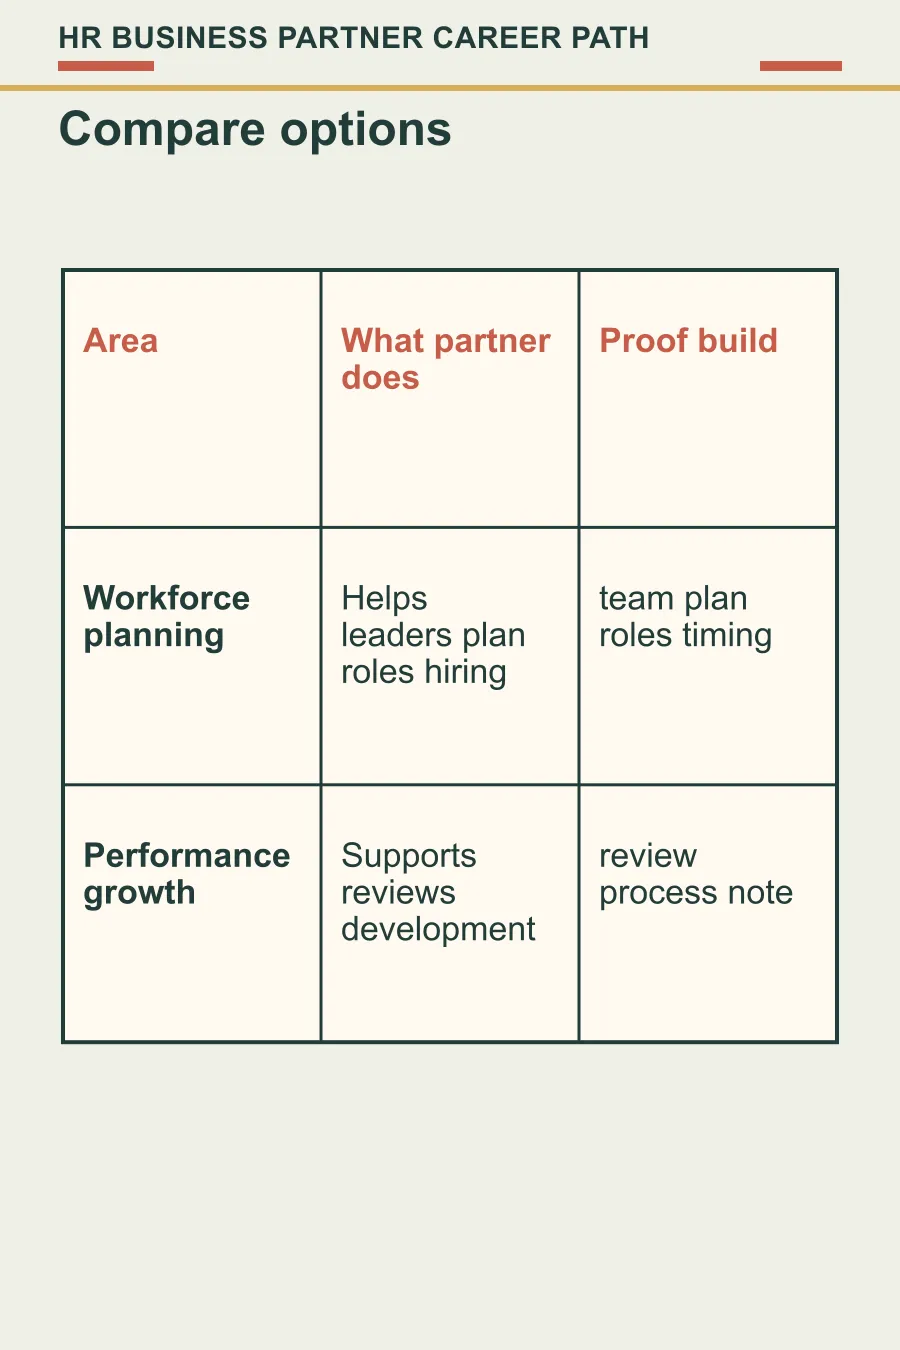 HR BUSINESS PARTNER CAREER PATH
Compare options
Area
What partner
does
Proof build
Workforce
planning
Helps
leaders plan
roles hiring
team plan
roles timing
Performance
growth
Supports
reviews
development
review
process note